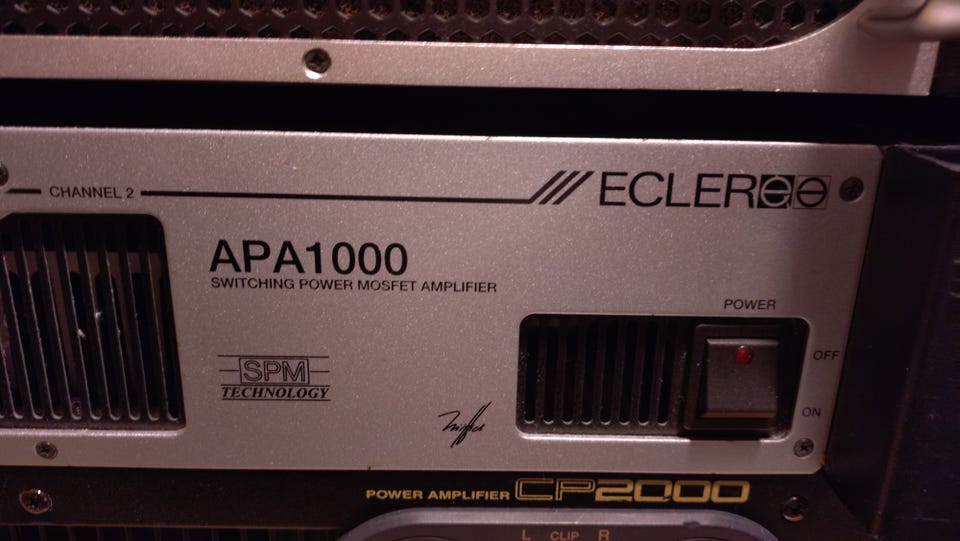 CHANNEL 2
ECLER
APA1000
SWITCHING POWER MOSFET AMPLIFIER
POWER
OFF
SPM
TECHNOLOGY
ON
POWER AMPLIFIER CP2000
L CLIP R